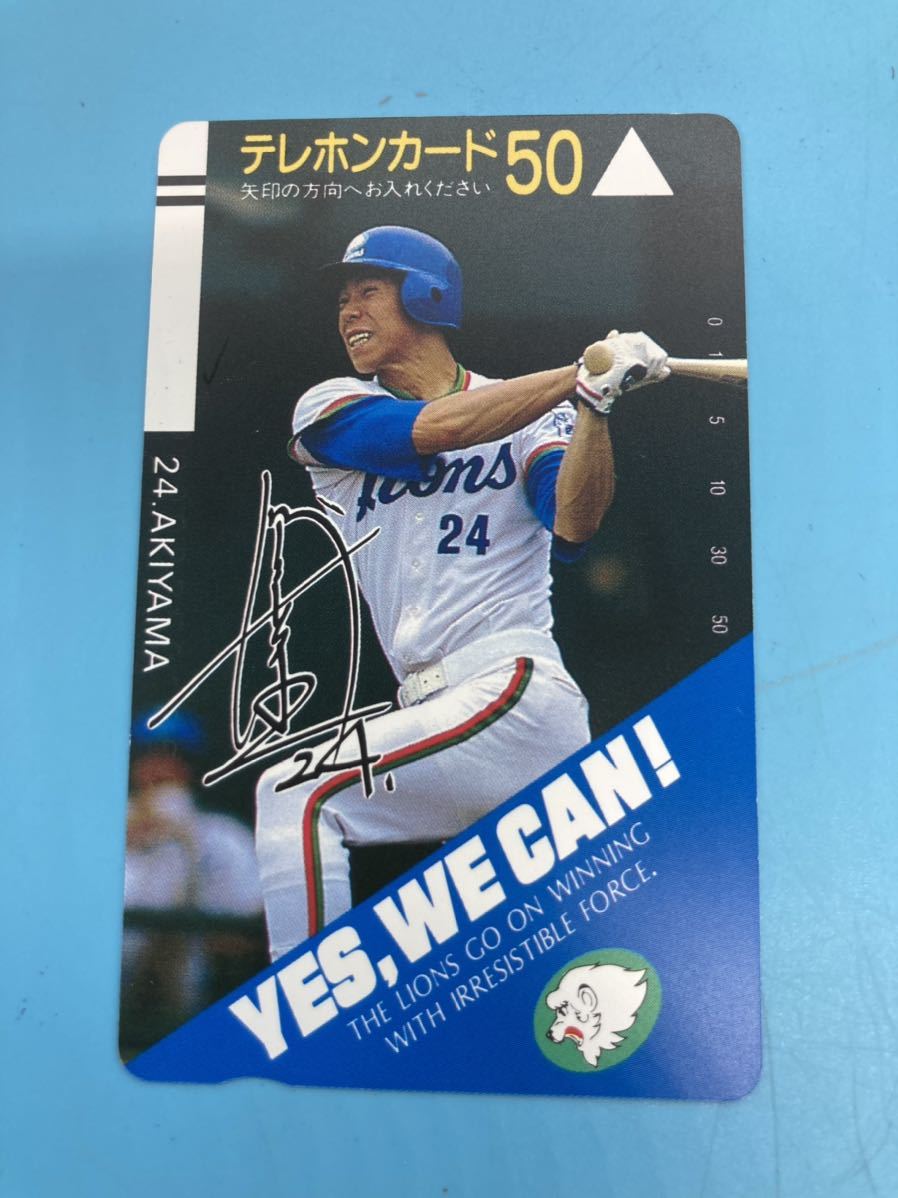 テレホンカード50
矢印の方向へお入れください
0
1
5
10
30
50
24.AKIYAMA
Lions
24
24.
YES, WE CAN!
THE LIONS GO ON WINNING
WITH IRRESISTIBLE FORCE.